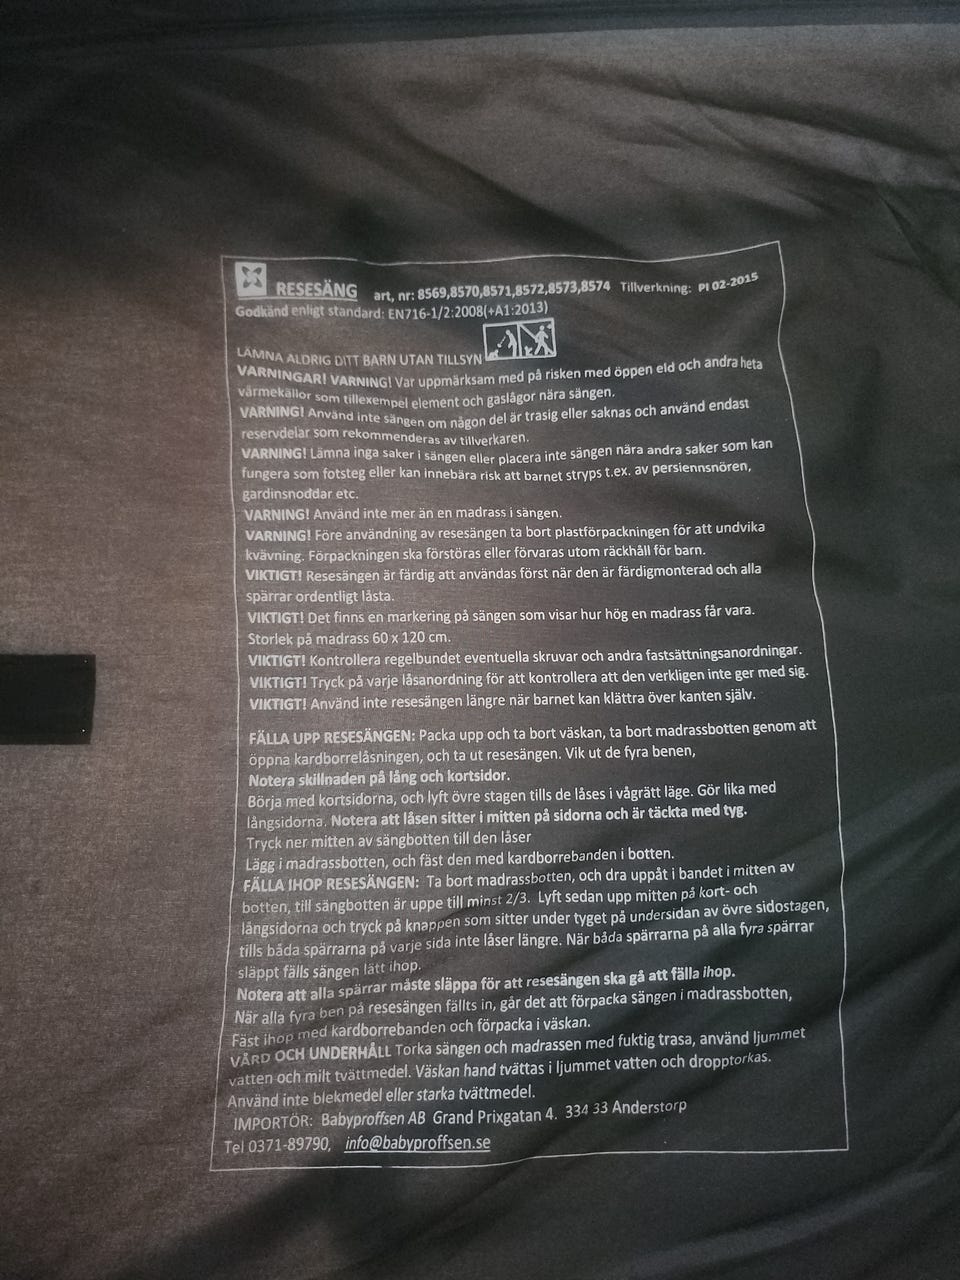 RESESÄNG art, nr: 8569,8570,8571,8572,8573,8574 Tillverkning: PI 02-2015
Godkänd enligt standard: EN716-1/2:2008(+A1:2013)
LÄMNA ALDRIG DITT BARN UTAN TILLSYN
VARNINGAR! VARNING! Var uppmärksam med på risken med öppen eld och andra heta
värmekällor som tillexempel element och gaslågor nära sängen.
VARNING! Använd inte sängen om någon del är trasig eller saknas och använd endast
reservdelar som rekommenderas av tillverkaren.
VARNING! Lämna inga saker i sängen eller placera inte sängen nära andra saker som kan
fungera som fotsteg eller kan innebära risk att barnet stryps t.ex. av persiennsnören,
gardinsnoddar etc.
VARNING! Använd inte mer än en madrass i sängen.
VARNING! Före användning av resesängen ta bort plastförpackningen för att undvika
kvävning. Förpackningen ska förstöras eller förvaras utom räckhåll för barn.
VIKTIGT! Resesängen är färdig att användas först när den är färdigmonterad och alla
spärrar ordentligt låsta.
VIKTIGT! Det finns en markering på sängen som visar hur hög en madrass får vara.
Storlek på madrass 60 x 120 cm.
VIKTIGT! Kontrollera regelbundet eventuella skruvar och andra fastsättningsanordningar.
VIKTIGT! Tryck på varje låsanordning för att kontrollera att den verkligen inte ger med sig.
VIKTIGT! Använd inte resesängen längre när barnet kan klättra över kanten själv.
FÄLLA UPP RESESÄNGEN: Packa upp och ta bort väskan, ta bort madrassbotten genom att
öppna kardborrelåsningen, och ta ut resesängen. Vik ut de fyra benen,
Notera skillnaden på lång och kortsidor.
Börja med kortsidorna, och lyft övre stagen tills de låses i vågrätt läge. Gör lika med
långsidorna. Notera att låsen sitter i mitten på sidorna och är täckta med tyg.
Tryck ner mitten av sängbotten till den låser
Lägg i madrassbotten, och fäst den med kardborrebanden i botten.
FÄLLA IHOP RESESÄNGEN: Ta bort madrassbotten, och dra uppåt i bandet i mitten av
botten, till sängbotten är uppe till minst 2/3. Lyft sedan upp mitten på kort- och
långsidorna och tryck på knappen som sitter under tyget på undersidan av övre sidostagen,
tills båda spärrarna på varje sida inte låser längre. När båda spärrarna på alla fyra spärrar
släppt fälls sängen lätt ihop.
Notera att alla spärrar måste släppa för att resesängen ska gå att fälla ihop.
När alla fyra ben på resesängen fällts in, går det att förpacka sängen i madrassbotten,
Fäst ihop med kardborrebanden och förpacka i väskan.
VÅRD OCH UNDERHÅLL Torka sängen och madrassen med fuktig trasa, använd ljummet
vatten och milt tvättmedel. Väskan hand tvättas i ljummet vatten och dropptorkas.
Använd inte blekmedel eller starka tvättmedel.
IMPORTÖR: Babyproffsen AB Grand Prixgatan 4. 334 33 Anderstorp
Tel 0371-89790, info@babyproffsen.se